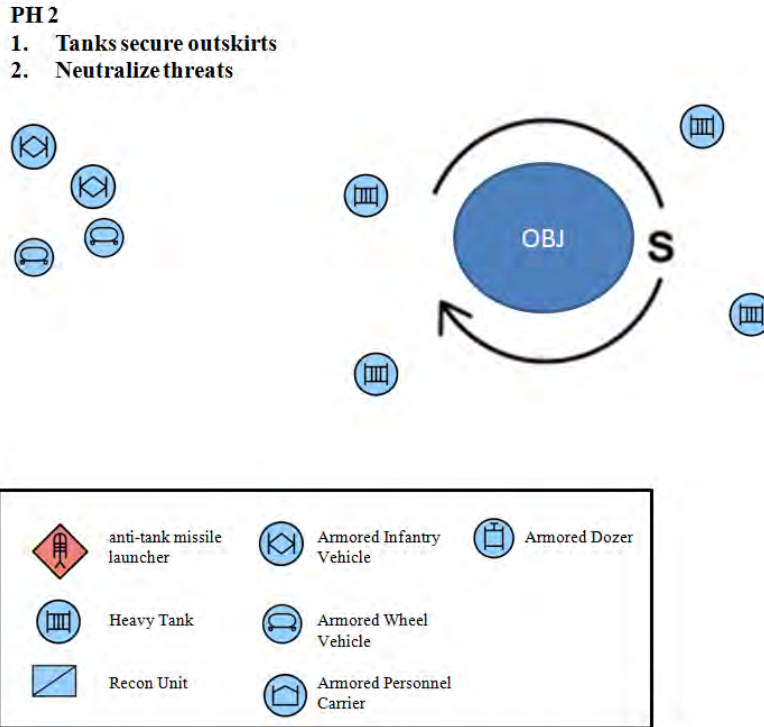 PH 2
1. Tanks secure outskirts
2. Neutralize threats
OBJ
S
anti-tank missile
launcher
Armored Infantry
Vehicle
Armored Dozer
Heavy Tank
Armored Wheel
Vehicle
Recon Unit
Armored Personnel
Carrier